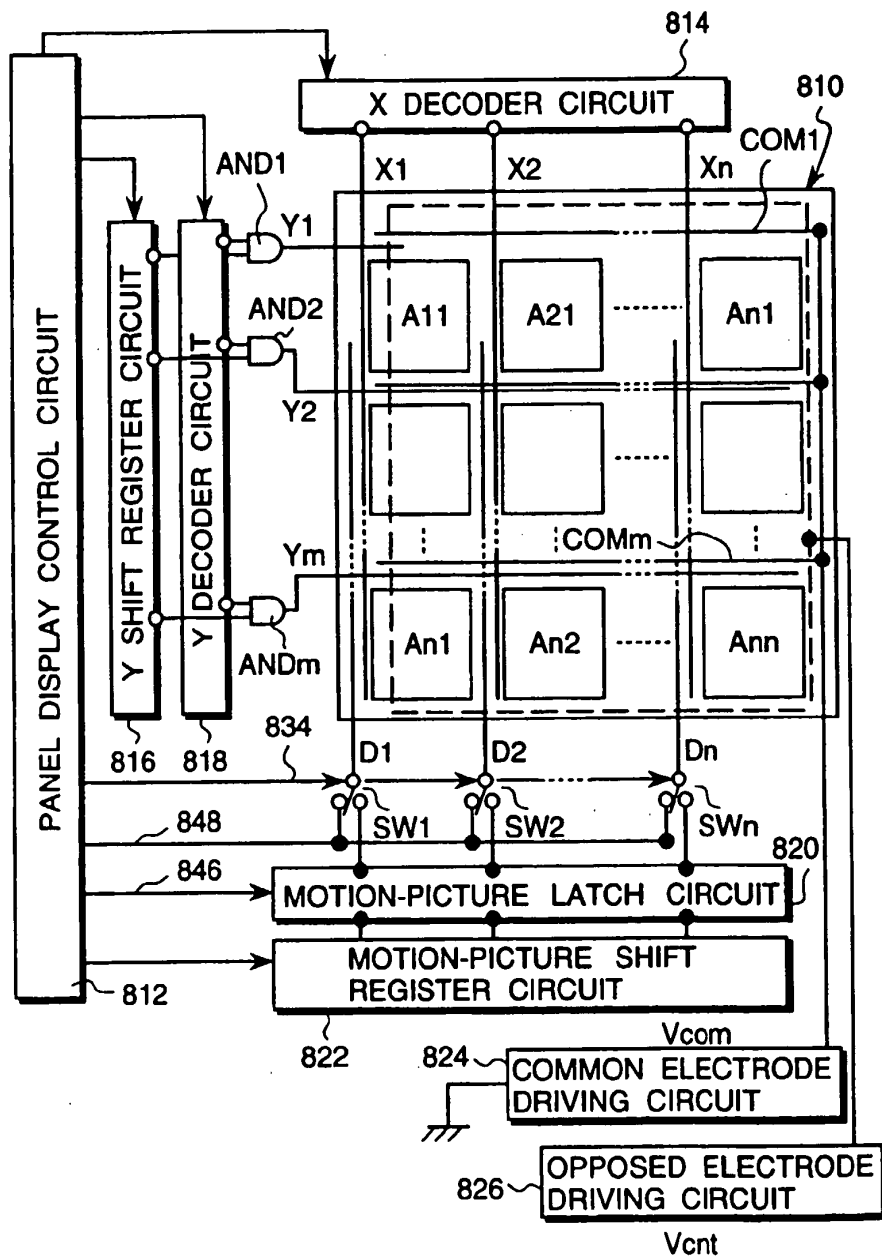 814
X DECODER CIRCUIT
810
COM1
X1
X2
Xn
AND1
Y1
A11
A21
An1
AND2
Y2
PANEL DISPLAY CONTROL CIRCUIT
Y SHIFT REGISTER CIRCUIT
Y DECODER CIRCUIT
Ym
COMm
ANDm
An1
An2
Ann
816
818
834
D1
D2
Dn
848
SW1
SW2
SWn
820
846
MOTION-PICTURE LATCH CIRCUIT
MOTION-PICTURE SHIFT
REGISTER CIRCUIT
812
822
Vcom
824
COMMON ELECTRODE
DRIVING CIRCUIT
826
OPPOSED ELECTRODE
DRIVING CIRCUIT
Vcnt